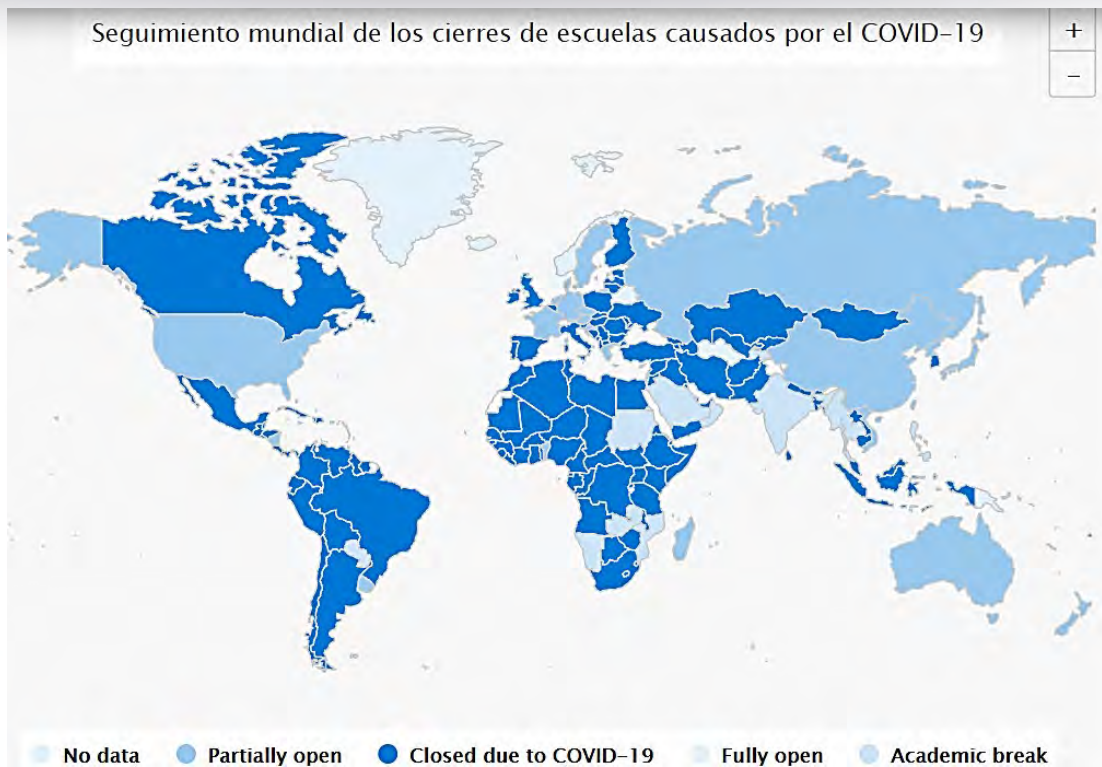 Seguimiento mundial de los cierres de escuelas causados por el COVID-19
+
−
No data Partially open Closed due to COVID-19 Fully open Academic break